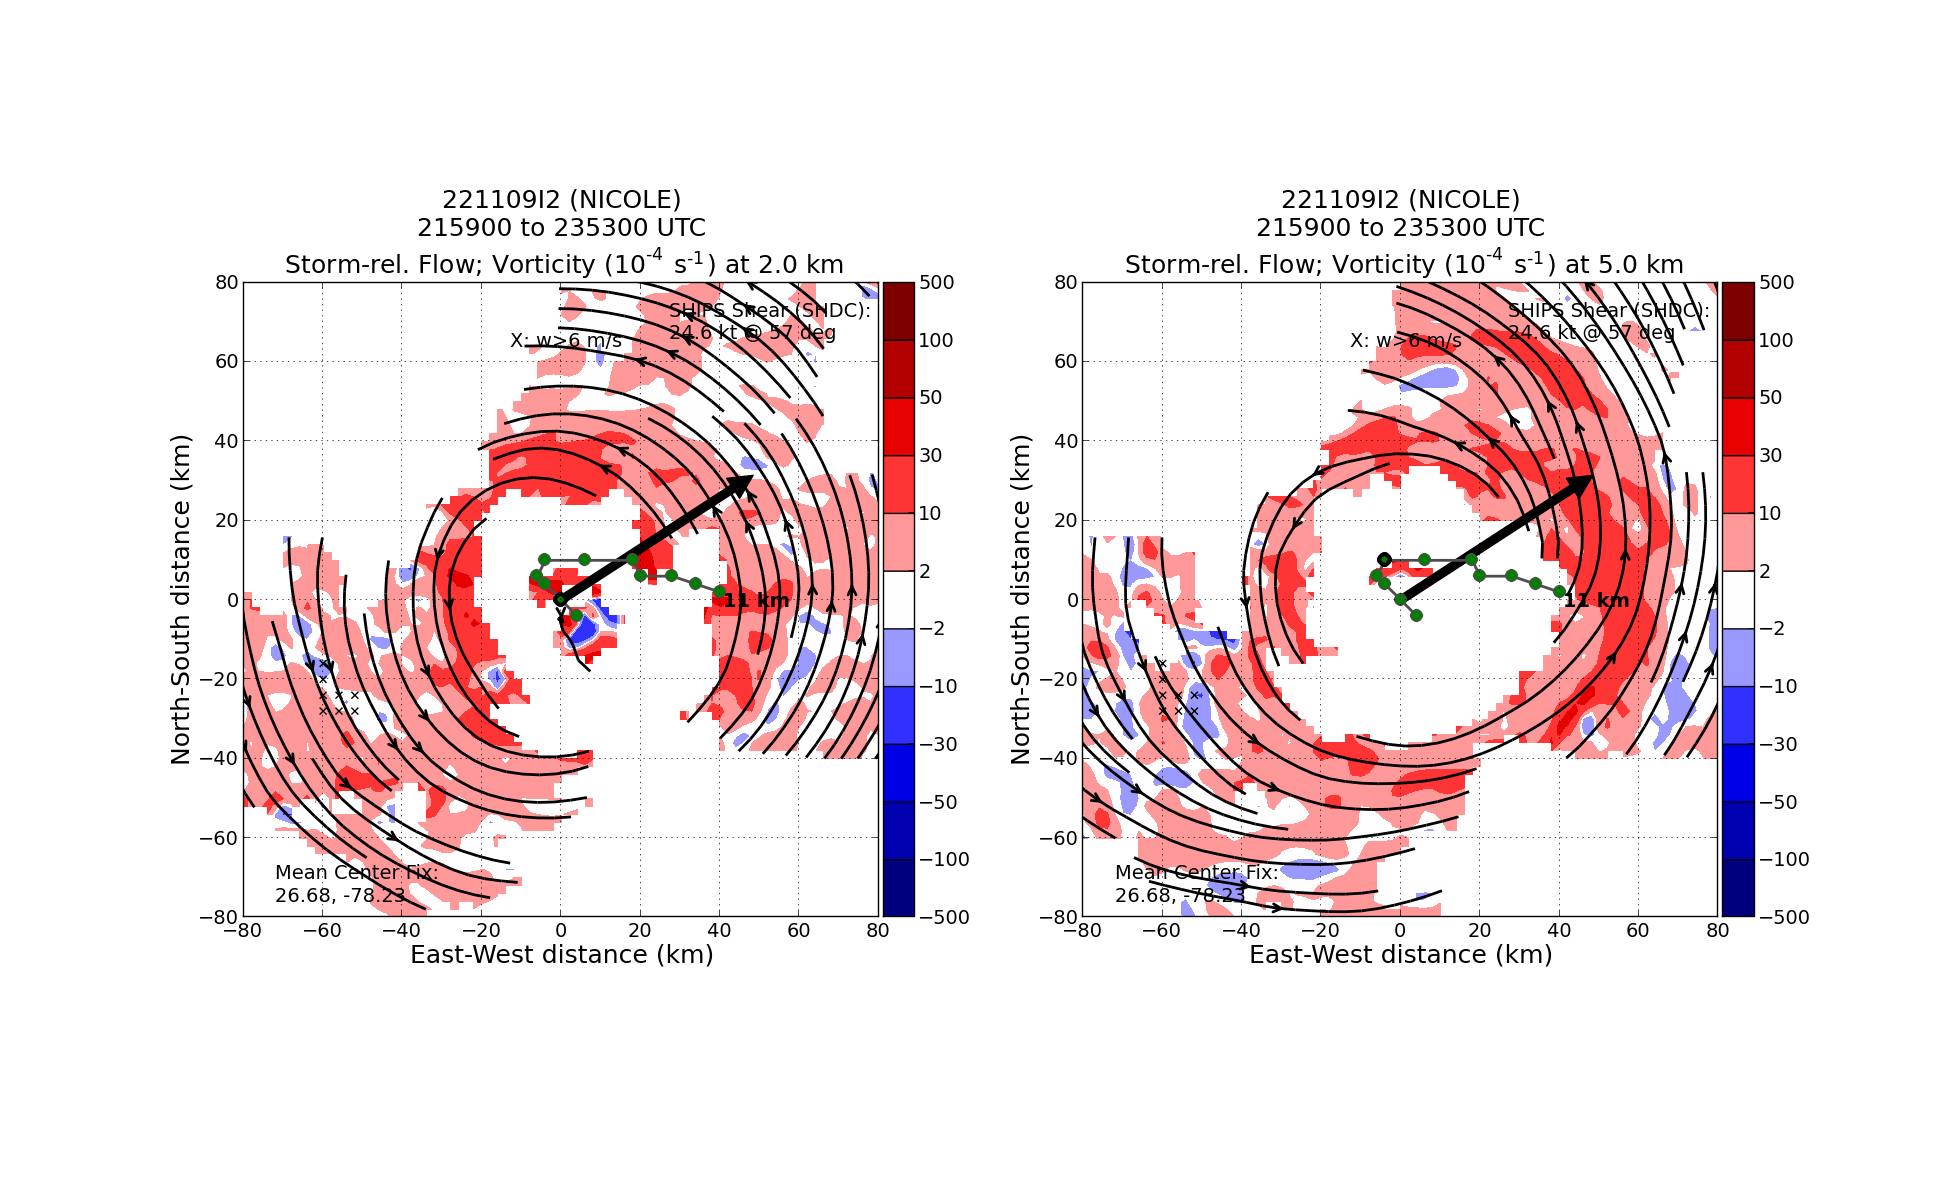 221109I2 (NICOLE)
215900 to 235300 UTC
Storm-rel. Flow; Vorticity (10⁻⁴ s⁻¹) at 2.0 km
SHIPS Shear (SHDC):
24.6 kt @ 57 deg
X: w>6 m/s
11 km
Mean Center Fix:
26.68, -78.23
80
60
40
20
0
−20
−40
−60
−80
North-South distance (km)
−80 −60 −40 −20 0 20 40 60 80
East-West distance (km)
500
100
50
30
10
2
−2
−10
−30
−50
−100
−500
221109I2 (NICOLE)
215900 to 235300 UTC
Storm-rel. Flow; Vorticity (10⁻⁴ s⁻¹) at 5.0 km
SHIPS Shear (SHDC):
24.6 kt @ 57 deg
X: w>6 m/s
11 km
Mean Center Fix:
26.68, -78.23
80
60
40
20
0
−20
−40
−60
−80
North-South distance (km)
−80 −60 −40 −20 0 20 40 60 80
East-West distance (km)
500
100
50
30
10
2
−2
−10
−30
−50
−100
−500